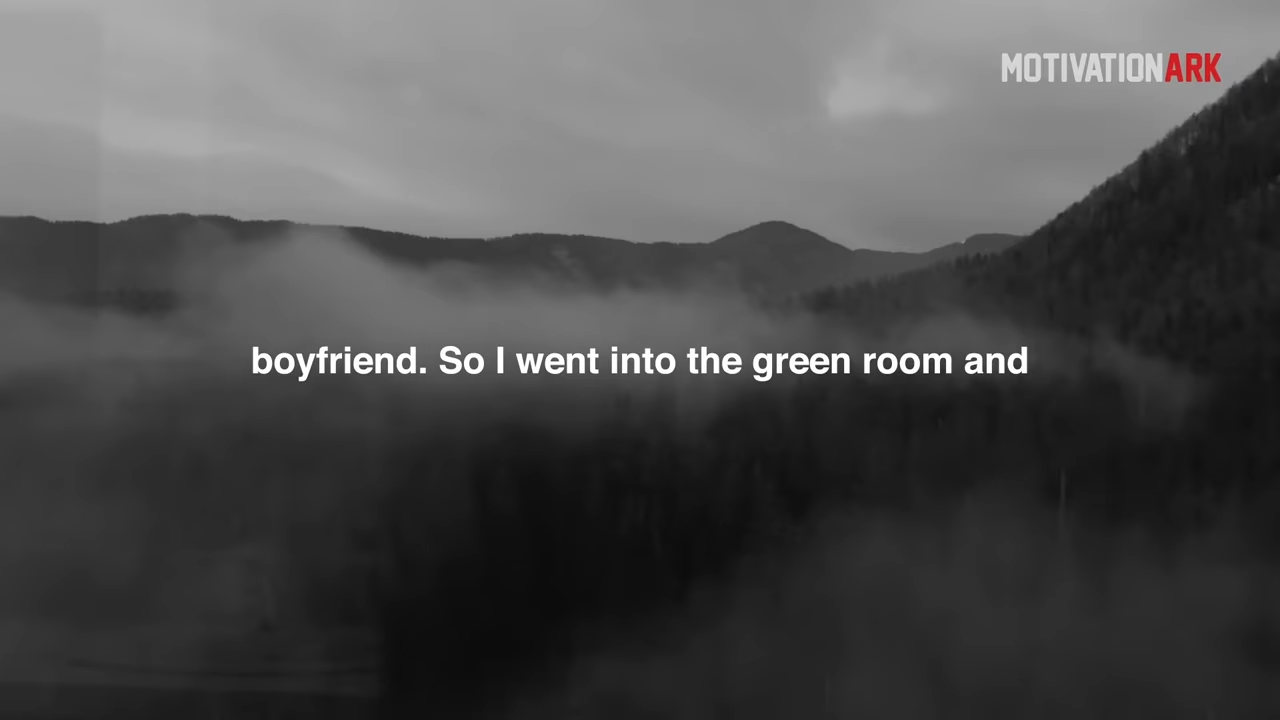 MOTIVATIONARK
boyfriend. So I went into the green room and